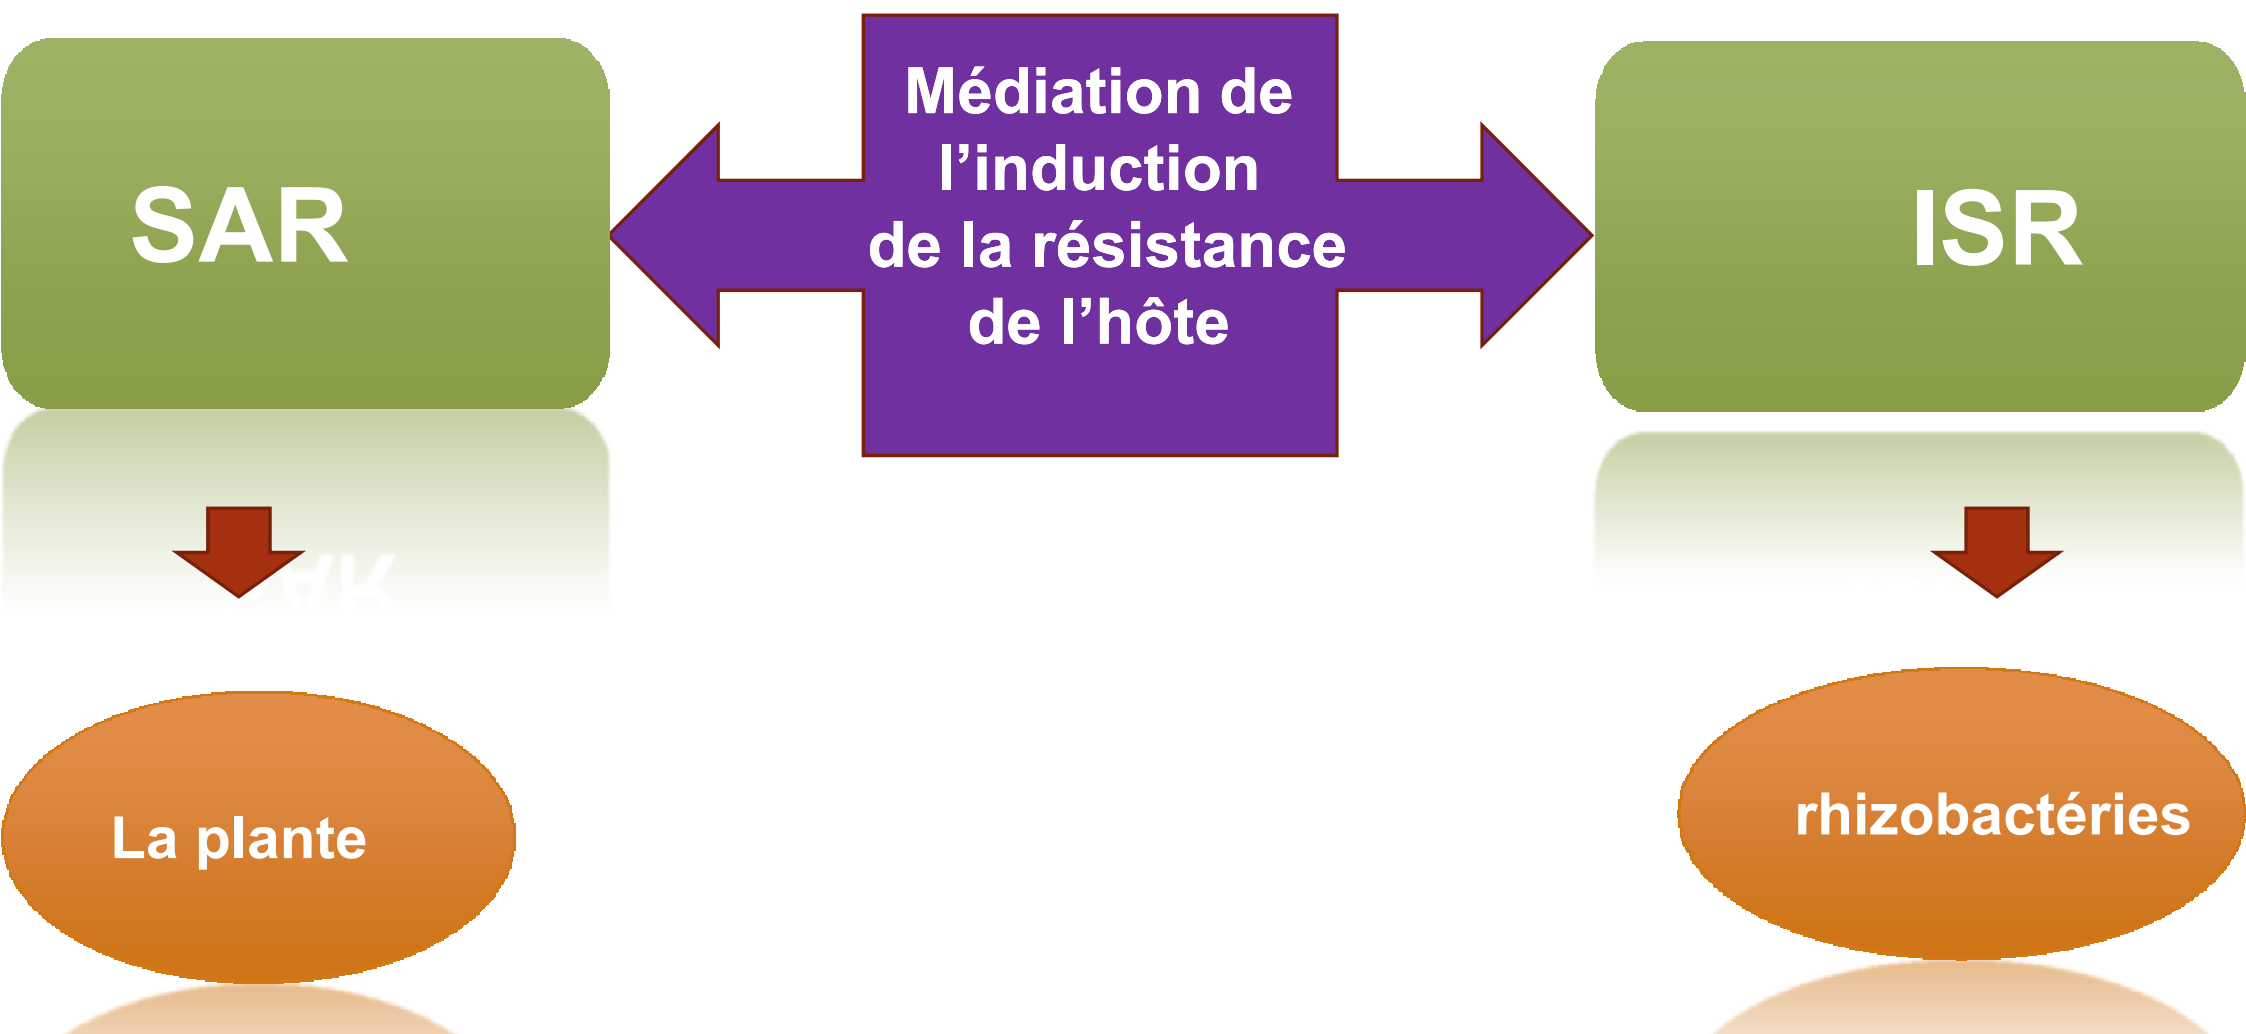 SAR
Médiation de
l’induction
de la résistance
de l’hôte
ISR
La plante
rhizobactéries